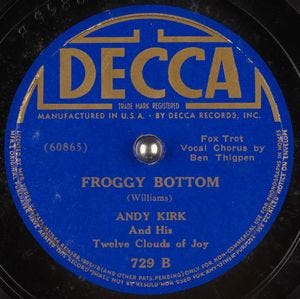 DECCA
TRADE MARK REGISTERED
MANUFACTURED IN U.S.A. - BY DECCA RECORDS, INC.
(60865)
Fox Trot
Vocal Chorus by
Ben Thigpen
FROGGY BOTTOM
(Williams)
ANDY KIRK
And His
Twelve Clouds of Joy
729 B